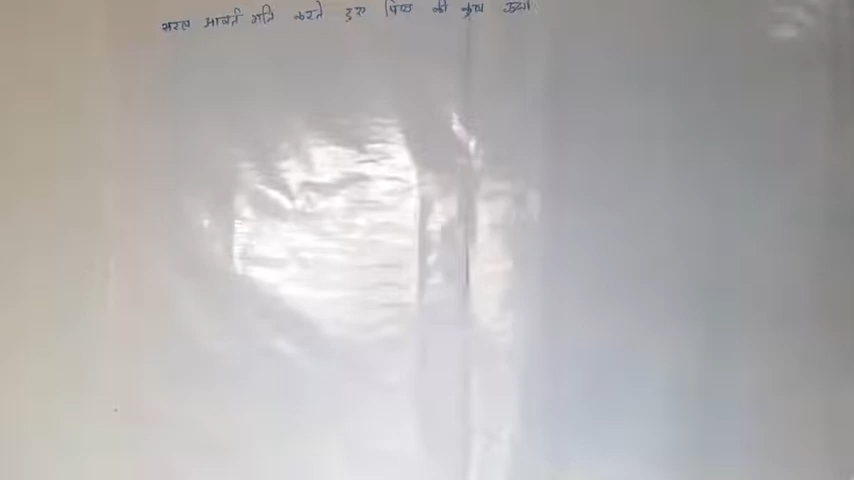 सरल आवर्त गति करते हुए पिण्ड की कुल ऊर्जा